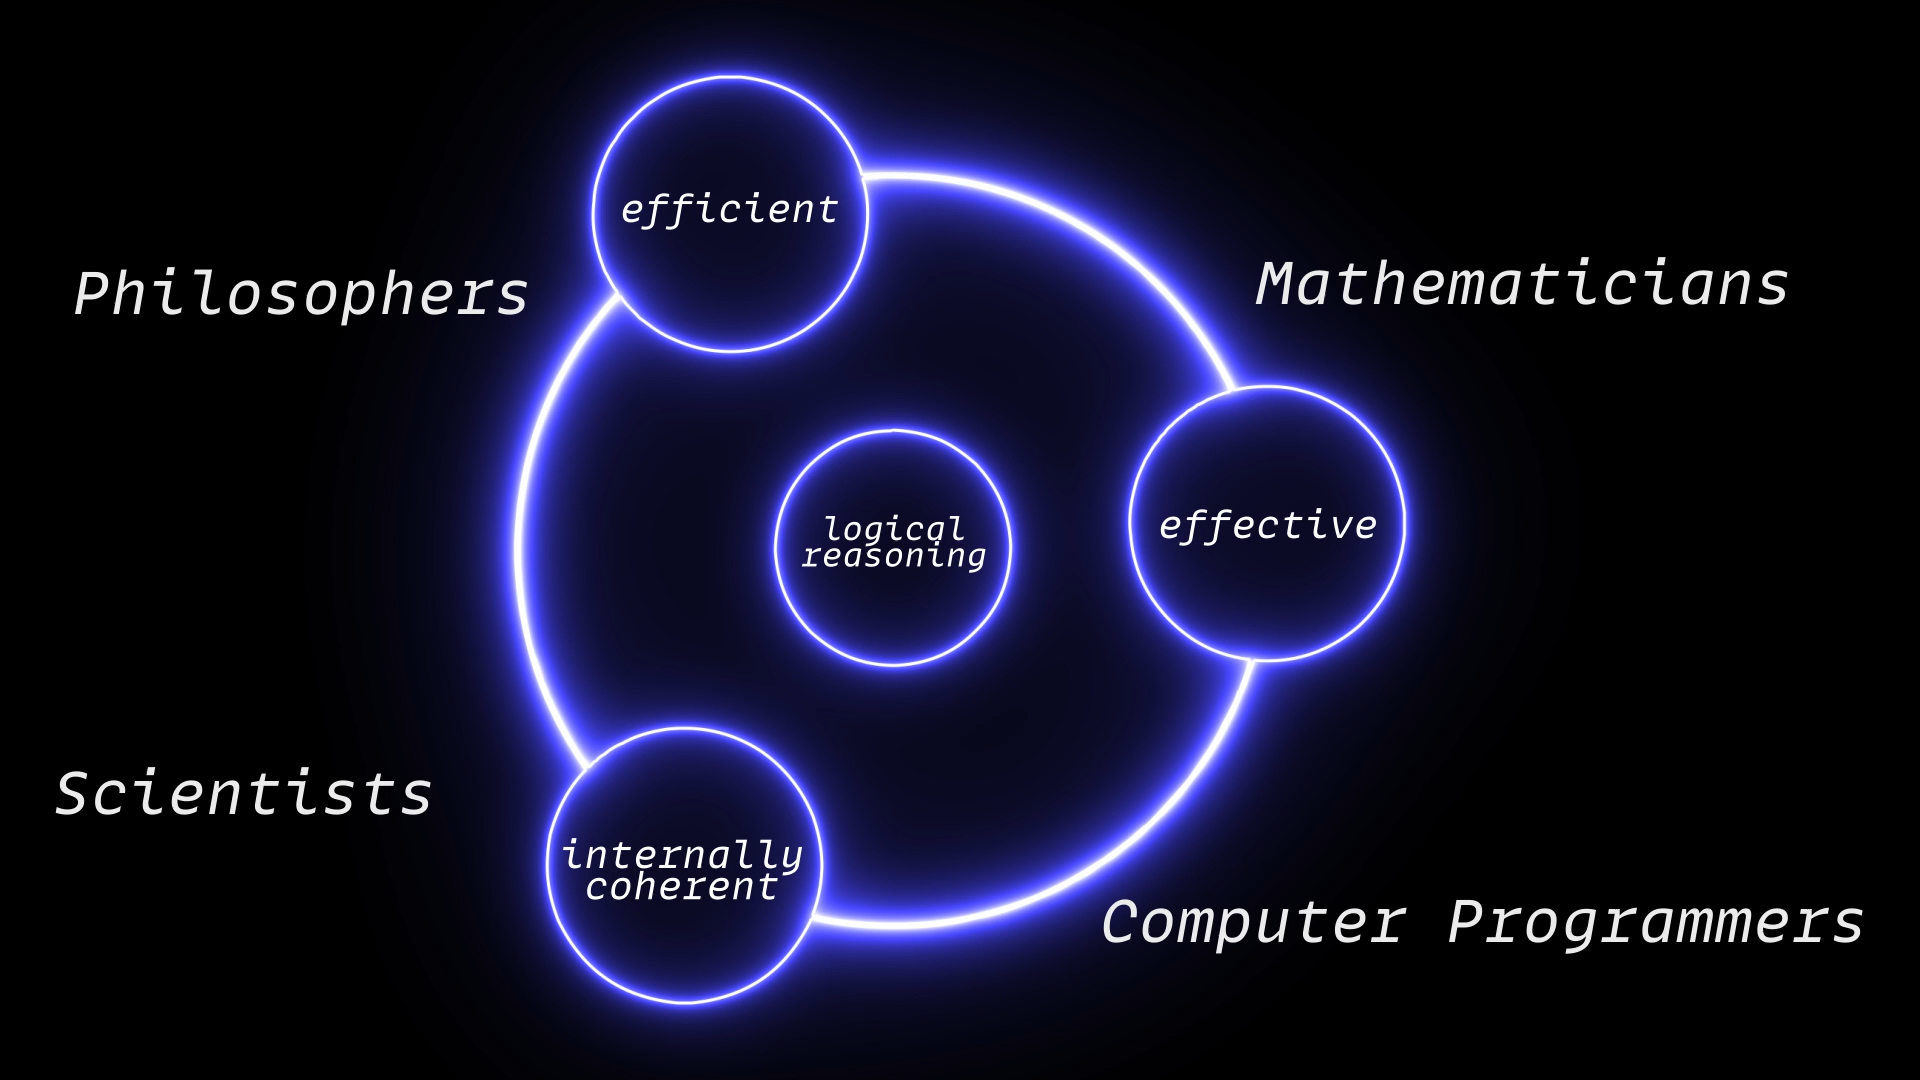 efficient
Philosophers
Mathematicians
logical
reasoning
effective
Scientists
internally
coherent
Computer Programmers